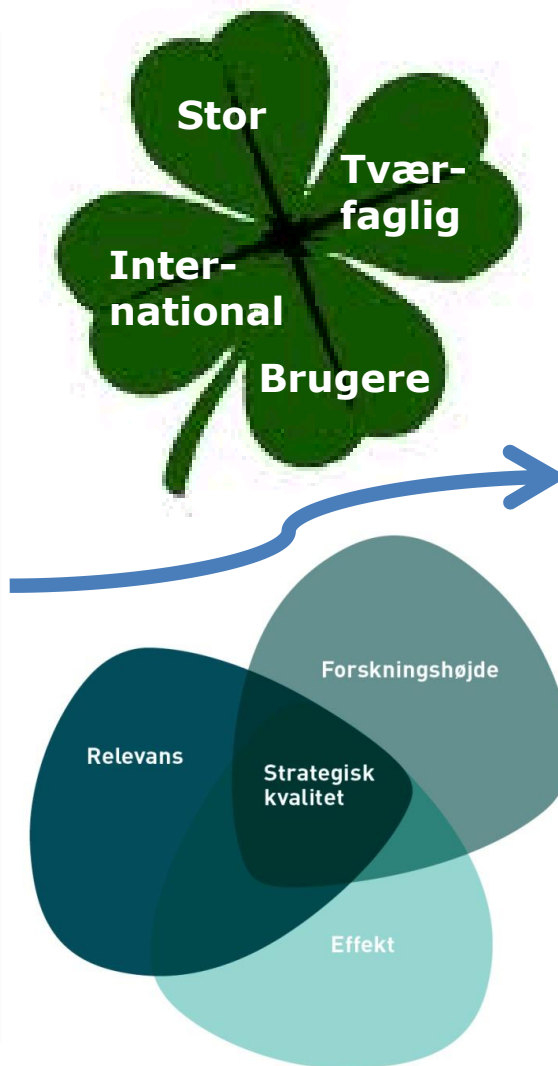 Stor
Tvær-
faglig
Inter-
national
Brugere
Forskningshøjde
Relevans
Strategisk
kvalitet
Effekt